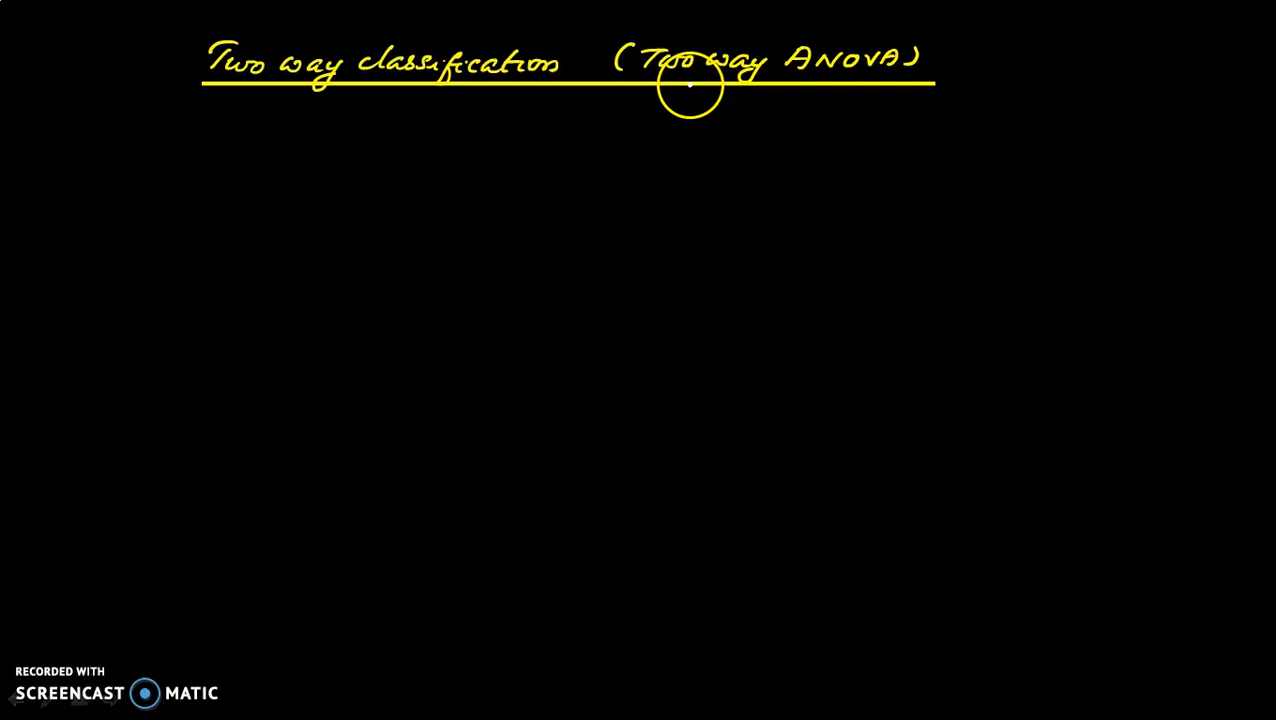 Two way classification (Two way ANOVA)
RECORDED WITH
SCREENCAST MATIC